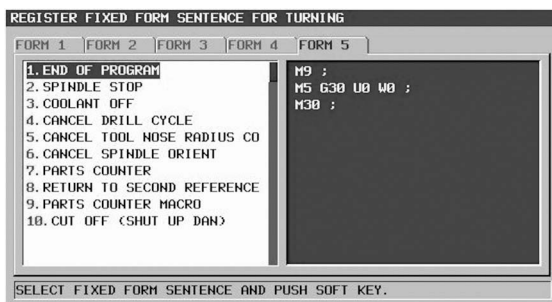 REGISTER FIXED FORM SENTENCE FOR TURNING
FORM 1 FORM 2 FORM 3 FORM 4 FORM 5
1.END OF PROGRAM
2.SPINDLE STOP
3.COOLANT OFF
4.CANCEL DRILL CYCLE
5.CANCEL TOOL NOSE RADIUS CO
6.CANCEL SPINDLE ORIENT
7.PARTS COUNTER
8.RETURN TO SECOND REFERENCE
9.PARTS COUNTER MACRO
10.CUT OFF (SHUT UP DAN)
M9 ;
M5 G30 U0 W0 ;
M30 ;
SELECT FIXED FORM SENTENCE AND PUSH SOFT KEY.